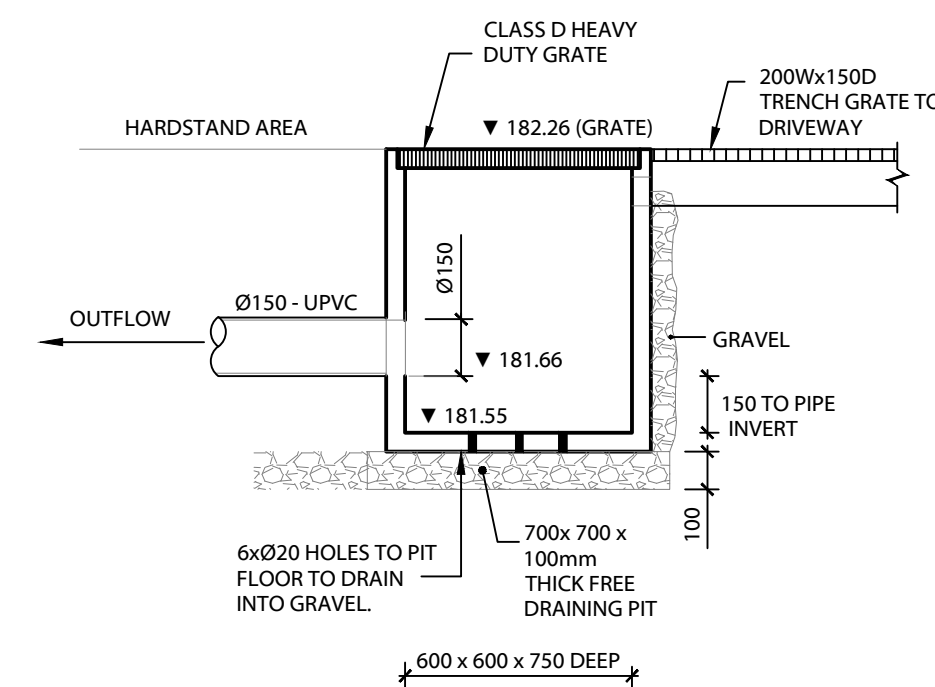 CLASS D HEAVY
DUTY GRATE
200Wx150D
TRENCH GRATE TO
DRIVEWAY
HARDSTAND AREA
▼ 182.26 (GRATE)
Ø150
Ø150 - UPVC
OUTFLOW
▼ 181.66
GRAVEL
▼ 181.55
150 TO PIPE
INVERT
100
6xØ20 HOLES TO PIT
FLOOR TO DRAIN
INTO GRAVEL.
700x 700 x
100mm
THICK FREE
DRAINING PIT
600 x 600 x 750 DEEP